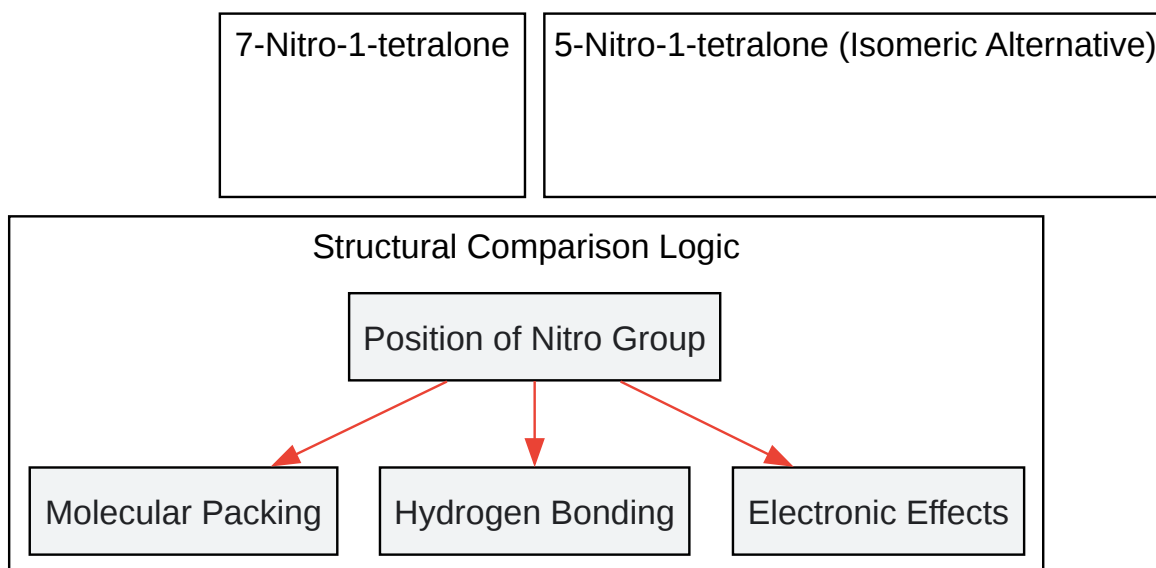 7-Nitro-1-tetralone
5-Nitro-1-tetralone (Isomeric Alternative)
Structural Comparison Logic
Position of Nitro Group
Molecular Packing
Hydrogen Bonding
Electronic Effects